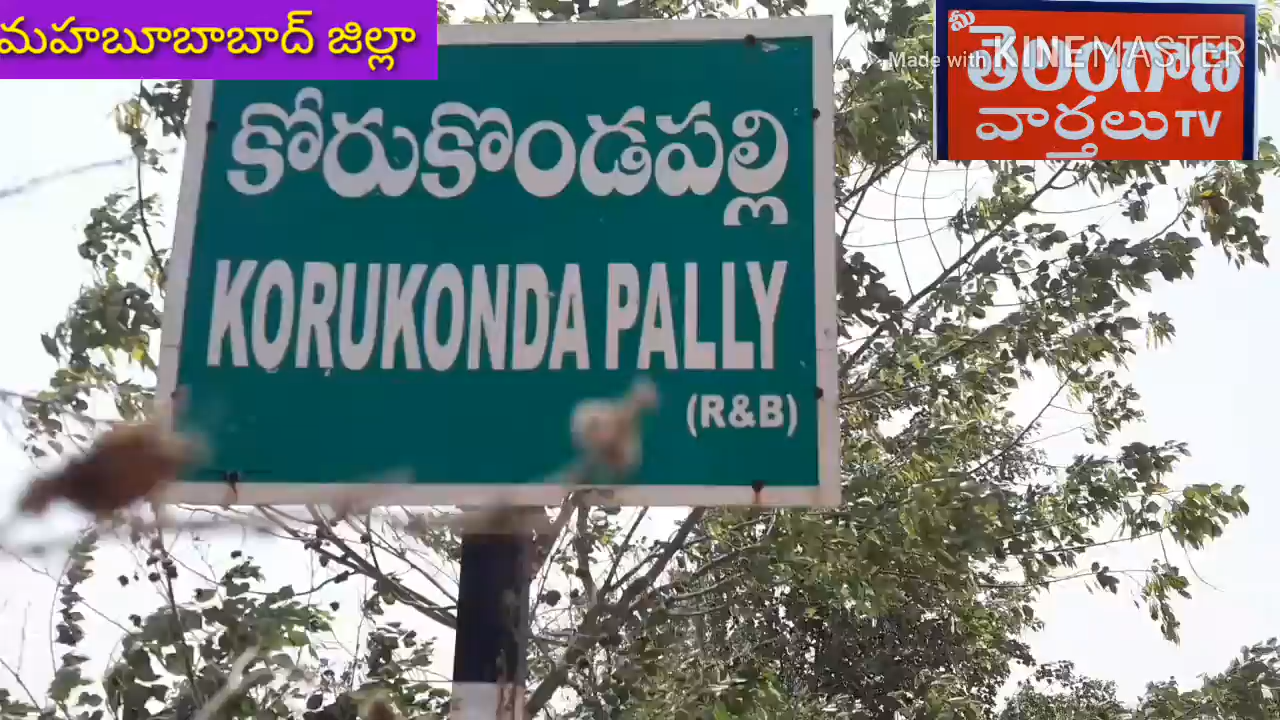 మహబూబాబాద్ జిల్లా
మీ
తెలంగాణ
వార్తలు TV
Made with KINEMASTER
కోరుకొండపల్లి
KORUKONDA PALLY
(R&B)